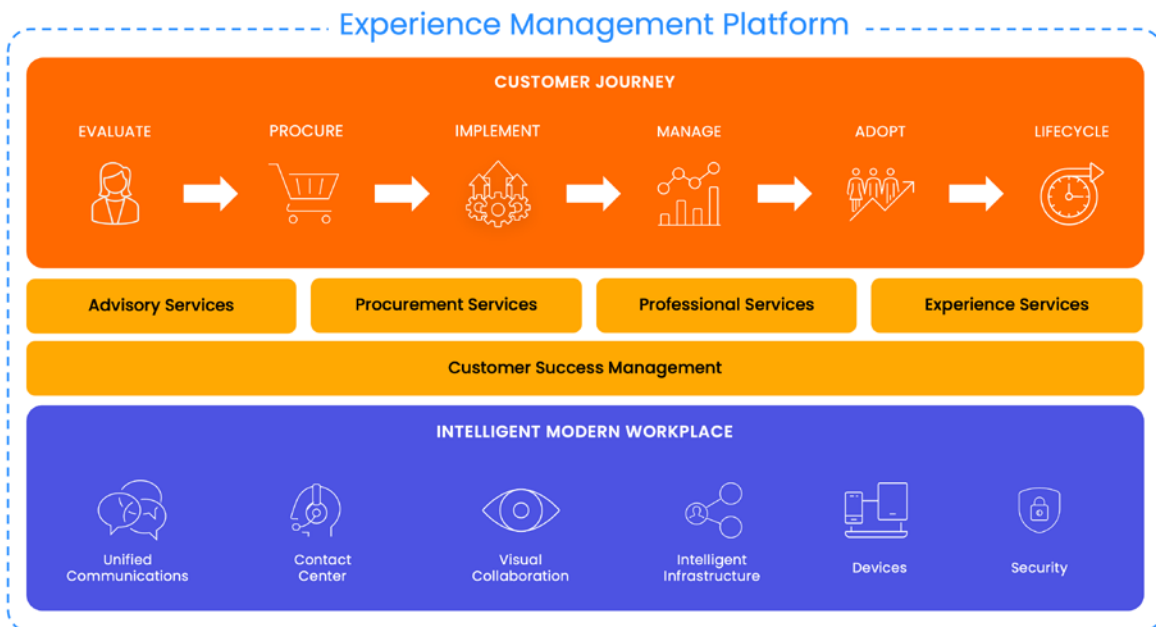 Experience Management Platform
CUSTOMER JOURNEY
EVALUATE
PROCURE
IMPLEMENT
MANAGE
ADOPT
LIFECYCLE
Advisory Services
Procurement Services
Professional Services
Experience Services
Customer Success Management
INTELLIGENT MODERN WORKPLACE
Unified
Communications
Contact
Center
Visual
Collaboration
Intelligent
Infrastructure
Devices
Security